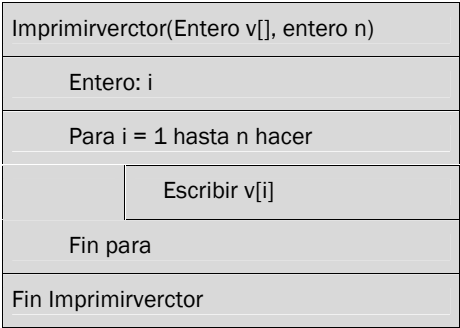 Imprimirverctor(Entero v[], entero n)
Entero: i
Para i = 1 hasta n hacer
Escribir v[i]
Fin para
Fin Imprimirverctor